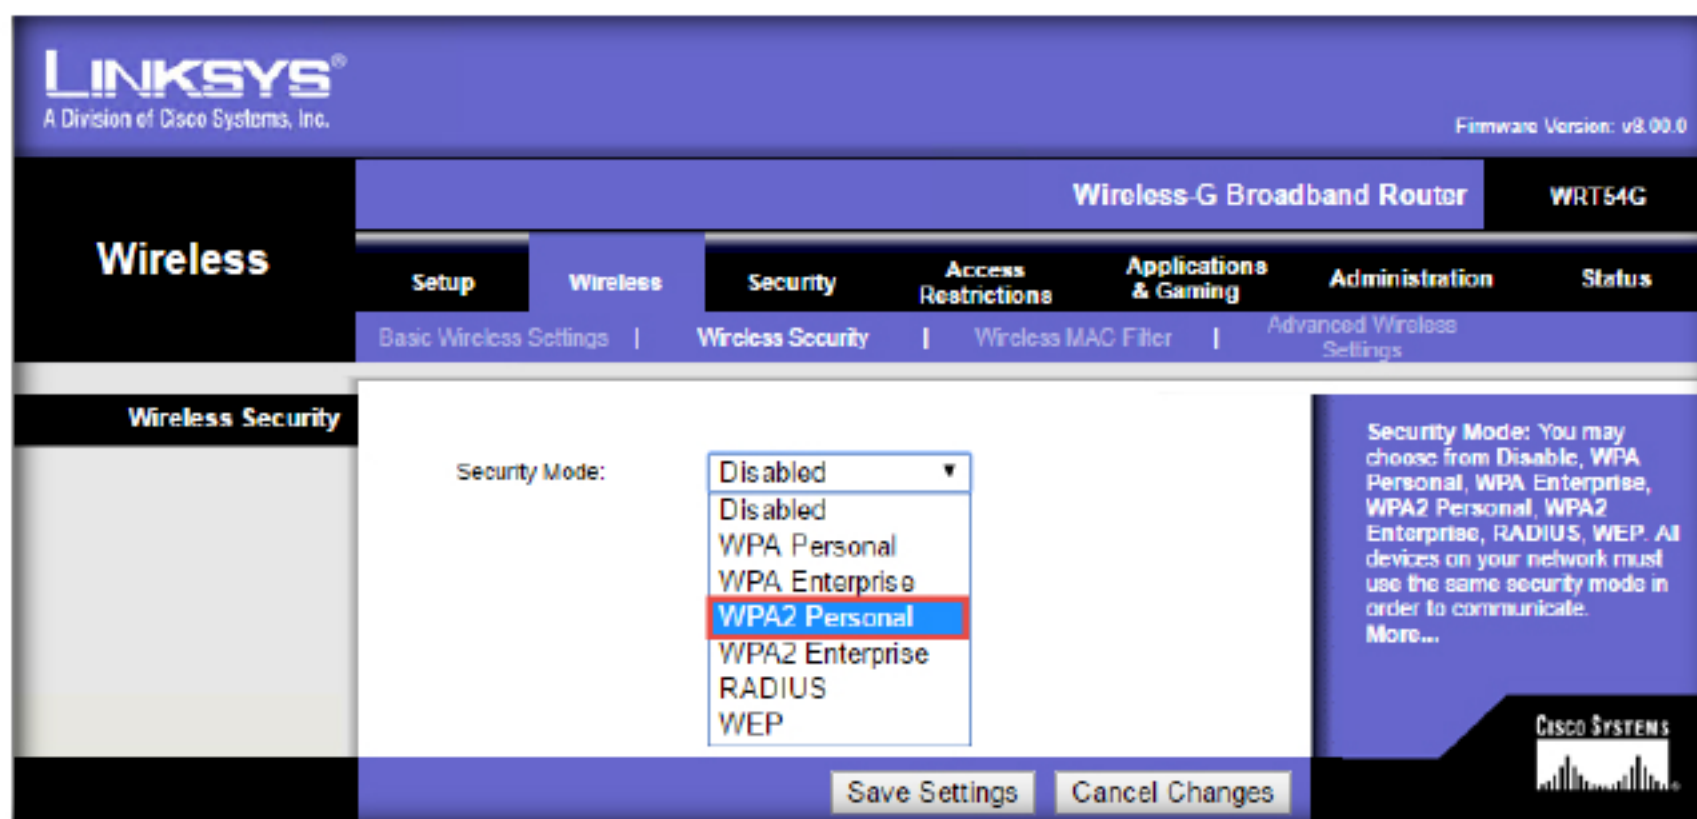 LINKSYS®
A Division of Cisco Systems, Inc.
Firmware Version: v8.00.0
Wireless-G Broadband Router
WRT54G
Wireless
Setup
Wireless
Security
Access
Restrictions
Applications
& Gaming
Administration
Status
Basic Wireless Settings |
Wireless Security |
Wireless MAC Filter |
Advanced Wireless
Settings
Wireless Security
Security Mode:
Disabled
Disabled
WPA Personal
WPA Enterprise
WPA2 Personal
WPA2 Enterprise
RADIUS
WEP
Security Mode: You may
choose from Disable, WPA
Personal, WPA Enterprise,
WPA2 Personal, WPA2
Enterprise, RADIUS, WEP. All
devices on your network must
use the same security mode in
order to communicate.
More...
CISCO SYSTEMS
Save Settings
Cancel Changes